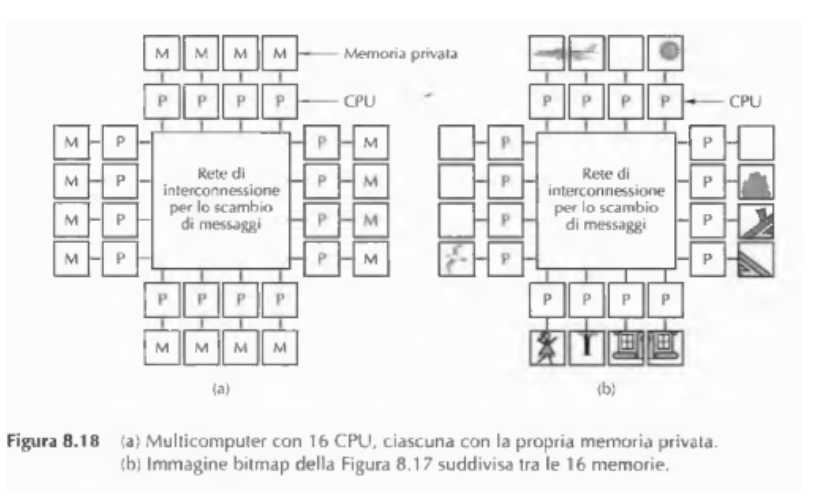 M M M M Memoria privata
P P P P CPU
M P P M
M P P M
M P P M
M P P M
Rete di
interconnessione
per lo scambio
di messaggi
P P P P
M M M M
(a)
P P P P CPU
P P
P P
P P
P P
Rete di
interconnessione
per lo scambio
di messaggi
P P P P
(b)
Figura 8.18 (a) Multicomputer con 16 CPU, ciascuna con la propria memoria privata.
(b) Immagine bitmap della Figura 8.17 suddivisa tra le 16 memorie.